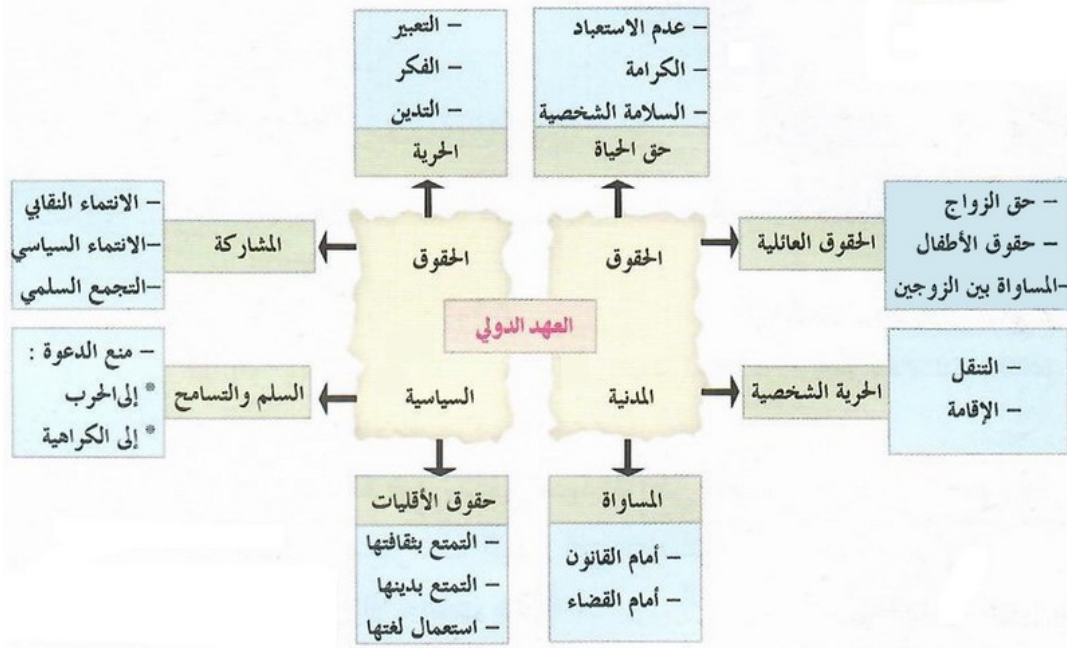 – عدم الاستعباد
– الكرامة
– السلامة الشخصية
حق الحياة
– التعبير
– الفكر
– التدين
الحرية
– حق الزواج
– حقوق الأطفال
–المساواة بين الزوجين
الحقوق العائلية
– الانتماء النقابي
–الانتماء السياسي
–التجمع السلمي
المشاركة
الحقوق
الحقوق
العهد الدولي
المدنية
السياسية
– التنقل
– الإقامة
الحرية الشخصية
– منع الدعوة :
* إلى الحرب
* إلى الكراهية
السلم والتسامح
المساواة
– أمام القانون
– أمام القضاء
حقوق الأقليات
– التمتع بثقافتها
– التمتع بدينها
– استعمال لغتها